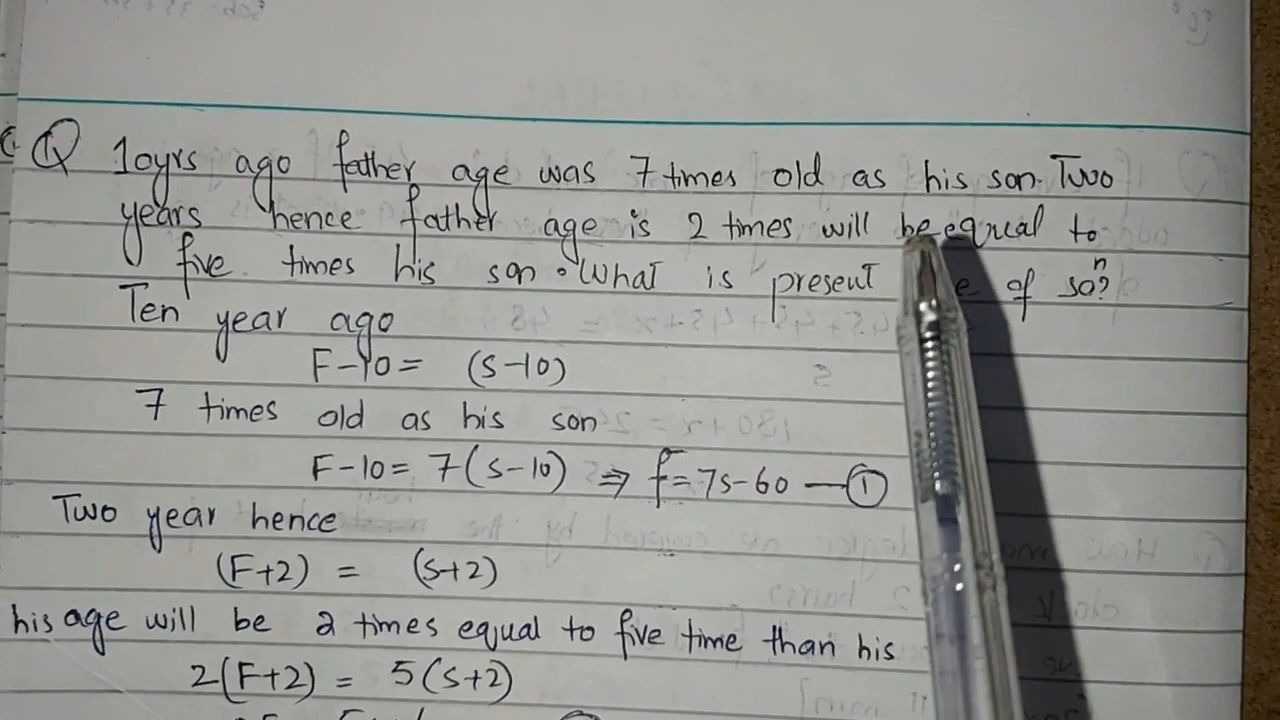 Q 10yrs ago father age was 7 times old as his son. Two
years hence father age is 2 times will be equal to
five times his son. What is present of son?
Ten year ago
F-10= (s-10)
7 times old as his son
F-10= 7(s-10) ⇒ f=7s-60 —①
Two year hence
(F+2) = (s+2)
his age will be 2 times equal to five time than his
2(F+2) = 5(s+2)